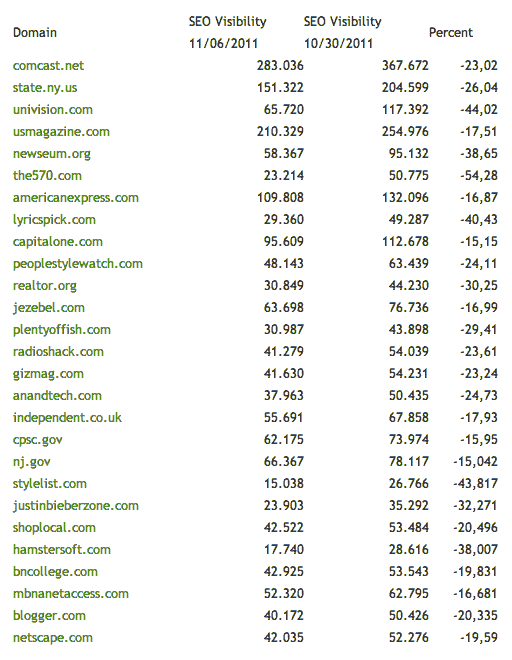 Domain SEO Visibility 11/06/2011 SEO Visibility 10/30/2011 Percent
comcast.net 283.036 367.672 -23,02
state.ny.us 151.322 204.599 -26,04
univision.com 65.720 117.392 -44,02
usmagazine.com 210.329 254.976 -17,51
newseum.org 58.367 95.132 -38,65
the570.com 23.214 50.775 -54,28
americanexpress.com 109.808 132.096 -16,87
lyricspick.com 29.360 49.287 -40,43
capitalone.com 95.609 112.678 -15,15
peoplestylewatch.com 48.143 63.439 -24,11
realtor.org 30.849 44.230 -30,25
jezebel.com 63.698 76.736 -16,99
plentyoffish.com 30.987 43.898 -29,41
radioshack.com 41.279 54.039 -23,61
gizmag.com 41.630 54.231 -23,24
anandtech.com 37.963 50.435 -24,73
independent.co.uk 55.691 67.858 -17,93
cpsc.gov 62.175 73.974 -15,95
nj.gov 66.367 78.117 -15,042
stylelist.com 15.038 26.766 -43,817
justinbieberzone.com 23.903 35.292 -32,271
shoplocal.com 42.522 53.484 -20,496
hamstersoft.com 17.740 28.616 -38,007
bncollege.com 42.925 53.543 -19,831
mbnanetaccess.com 52.320 62.795 -16,681
blogger.com 40.172 50.426 -20,335
netscape.com 42.035 52.276 -19,59